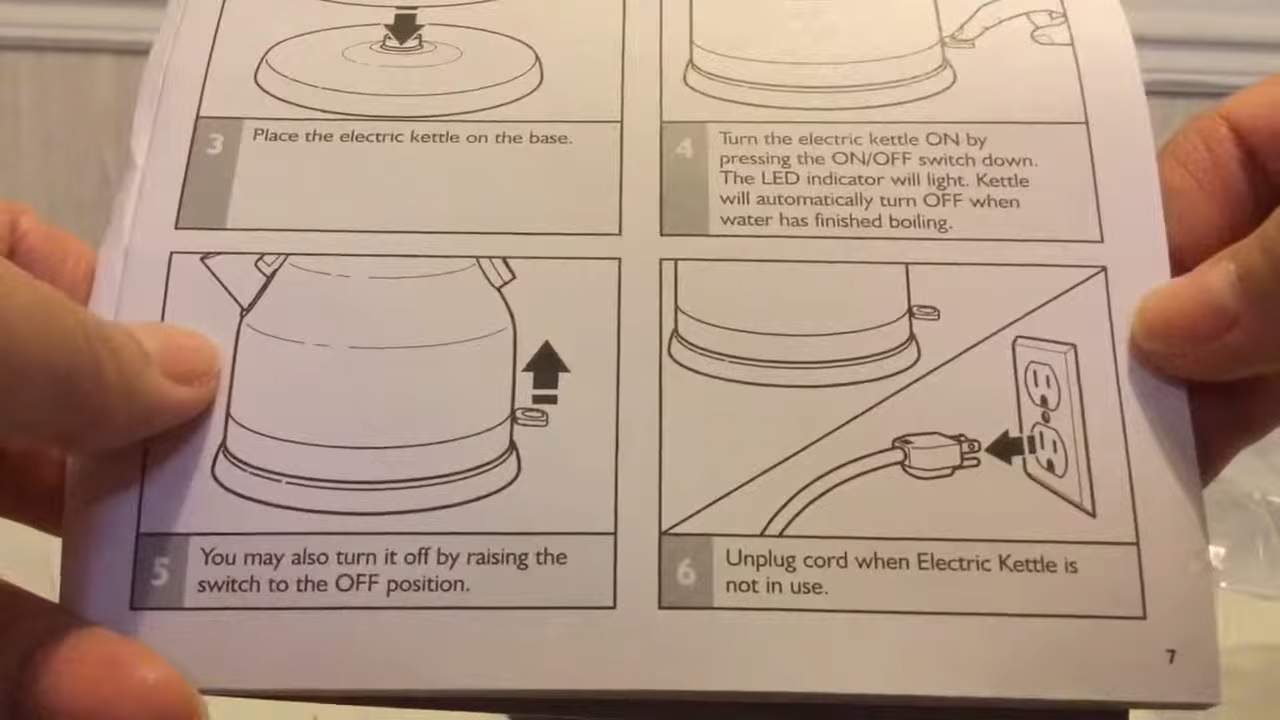 3
Place the electric kettle on the base.
4
Turn the electric kettle ON by
pressing the ON/OFF switch down.
The LED indicator will light. Kettle
will automatically turn OFF when
water has finished boiling.
5
You may also turn it off by raising the
switch to the OFF position.
6
Unplug cord when Electric Kettle is
not in use.
7